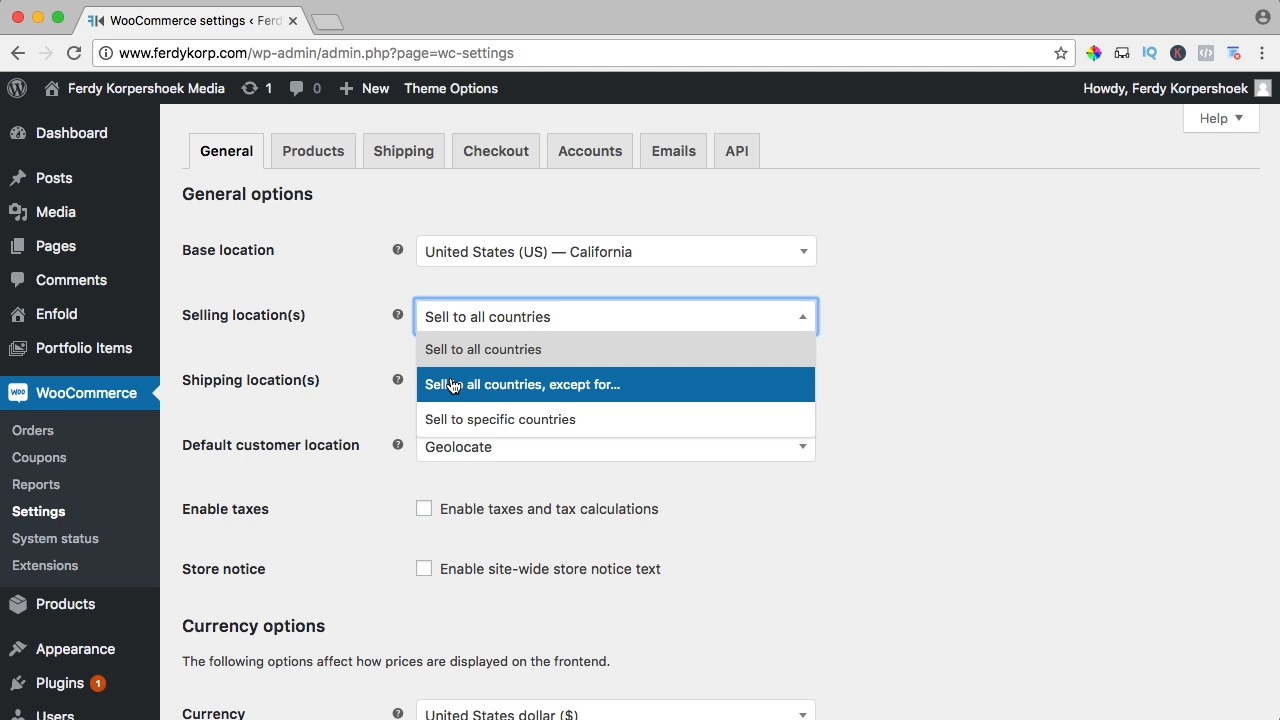 WooCommerce settings ‹ Ferd
www.ferdykorp.com/wp-admin/admin.php?page=wc-settings
Ferdy Korpershoek Media 1 0 New Theme Options Howdy, Ferdy Korpershoek
Help
Dashboard
Posts
Media
Pages
Comments
Enfold
Portfolio Items
WooCommerce
Orders
Coupons
Reports
Settings
System status
Extensions
Products
Appearance
Plugins 1
Users
General Products Shipping Checkout Accounts Emails API
General options
Base location United States (US) — California
Selling location(s) Sell to all countries
Sell to all countries
all countries, except for...
Sell to specific countries
Shipping location(s)
Default customer location Geolocate
Enable taxes Enable taxes and tax calculations
Store notice Enable site-wide store notice text
Currency options
The following options affect how prices are displayed on the frontend.
Currency United States dollar ($)